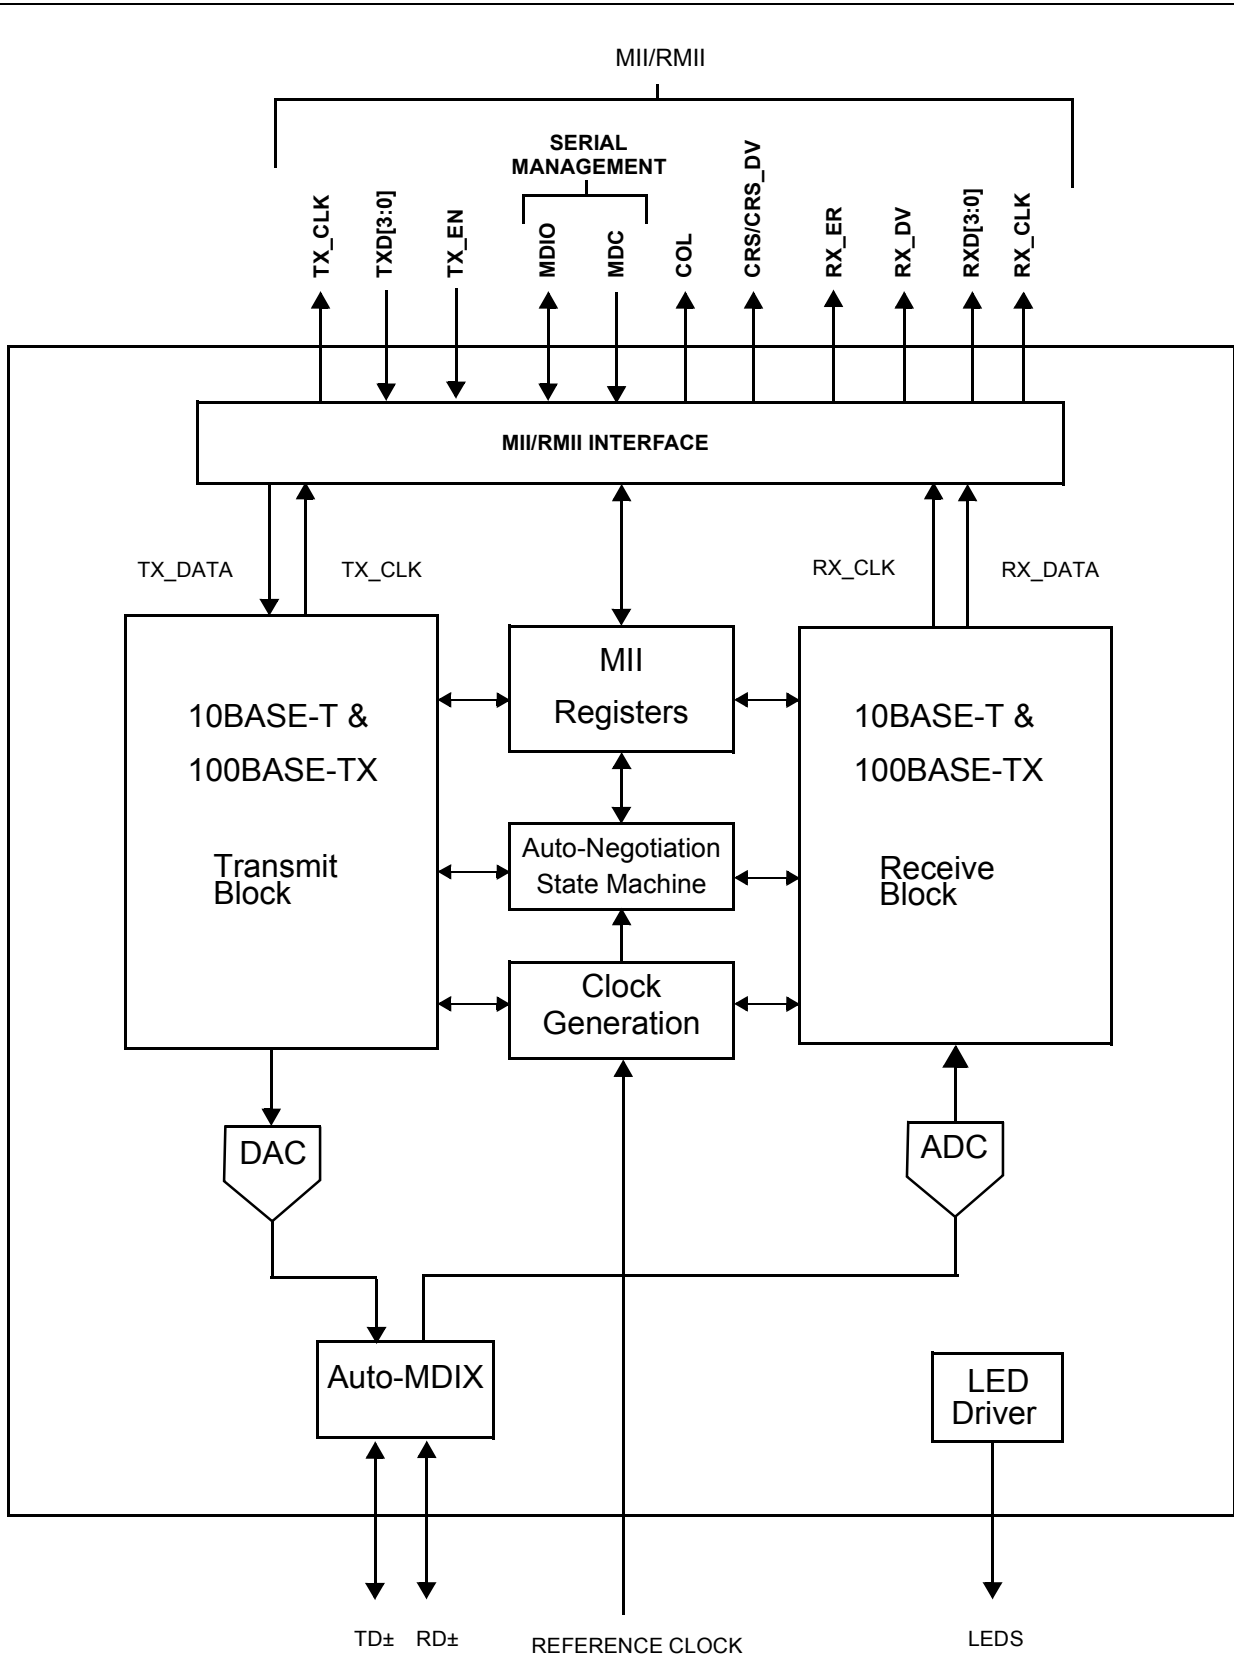 MII/RMII
SERIAL
MANAGEMENT
TX_CLK
TXD[3:0]
TX_EN
MDIO
MDC
COL
CRS/CRS_DV
RX_ER
RX_DV
RXD[3:0]
RX_CLK
MII/RMII INTERFACE
TX_DATA
TX_CLK
RX_CLK
RX_DATA
10BASE-T &
100BASE-TX
Transmit
Block
MII
Registers
Auto-Negotiation
State Machine
Clock
Generation
10BASE-T &
100BASE-TX
Receive
Block
DAC
ADC
Auto-MDIX
LED
Driver
TD±
RD±
REFERENCE CLOCK
LEDS